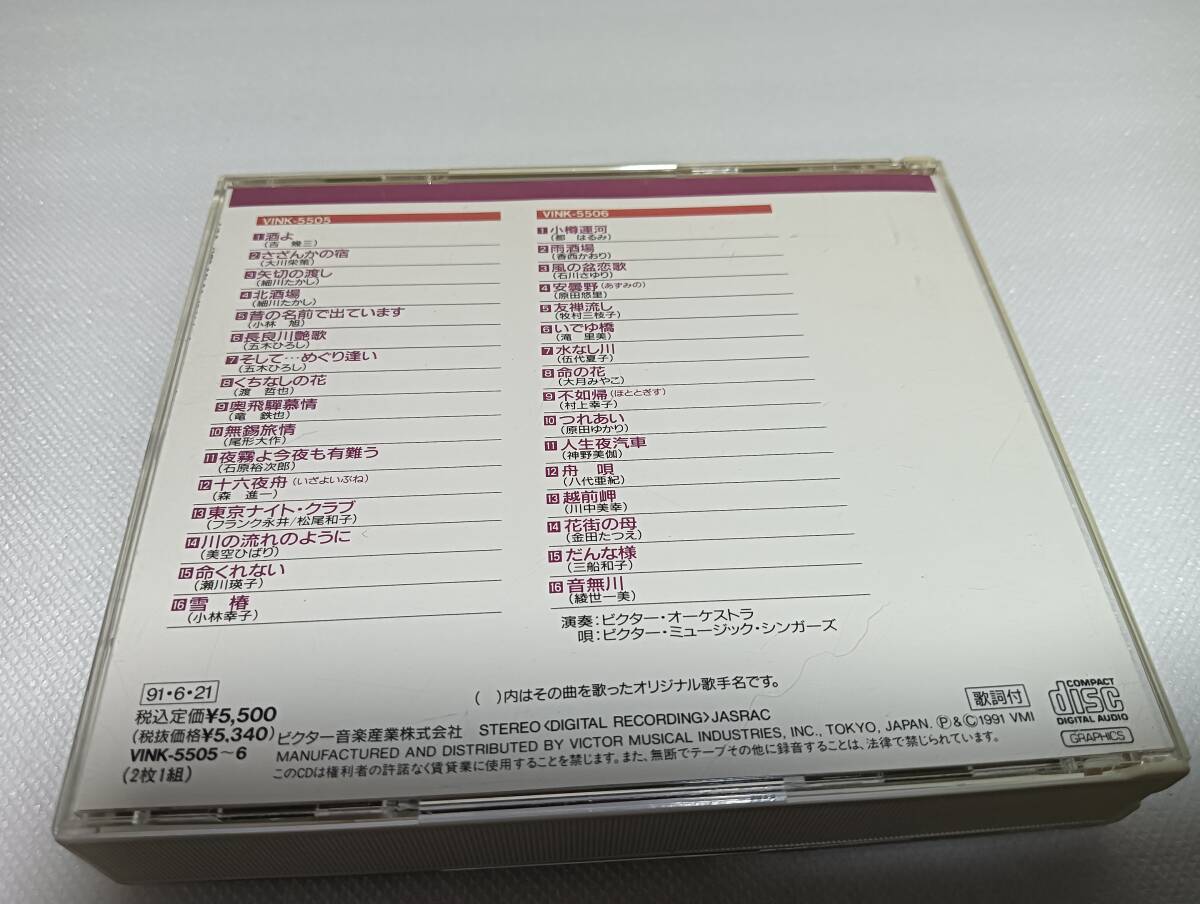 VINK-5505
1 酒よ
（吉 幾三）
2 さざんかの宿
（大川栄策）
3 矢切の渡し
（細川たかし）
4 北酒場
（細川たかし）
5 昔の名前で出ています
（小林 旭）
6 長良川艶歌
（五木ひろし）
7 そして…めぐり逢い
（五木ひろし）
8 くちなしの花
（渡 哲也）
9 奥飛騨慕情
（竜 鉄也）
10 無錫旅情
（尾形大作）
11 夜霧よ今夜も有難う
（石原裕次郎）
12 十六夜舟（いざよいぶね）
（森 進一）
13 東京ナイト・クラブ
（フランク永井/松尾和子）
14 川の流れのように
（美空ひばり）
15 命くれない
（瀬川瑛子）
16 雪 椿
（小林幸子）
VINK-5506
1 小樽運河
（都 はるみ）
2 雨酒場
（香西かおり）
3 風の盆恋歌
（石川さゆり）
4 安曇野（あずみの）
（原田悠里）
5 友禅流し
（牧村三枝子）
6 いでゆ橋
（滝 里美）
7 水なし川
（伍代夏子）
8 命の花
（大月みやこ）
9 不如帰（ほととぎす）
（村上幸子）
10 つれあい
（原田ゆかり）
11 人生夜汽車
（神野美伽）
12 舟 唄
（八代亜紀）
13 越前岬
（川中美幸）
14 花街の母
（金田たつえ）
15 だんな様
（三船和子）
16 音無川
（綾世一美）
演奏：ビクター・オーケストラ
唄：ビクター・ミュージック・シンガーズ
（ ）内はその曲を歌ったオリジナル歌手名です。
91・6・21
税込定価¥5,500
（税抜価格¥5,340）
VINK-5505〜6
（2枚1組）
ビクター音楽産業株式会社 STEREO〈DIGITAL RECORDING〉JASRAC
MANUFACTURED AND DISTRIBUTED BY VICTOR MUSICAL INDUSTRIES, INC., TOKYO, JAPAN. Ⓟ&Ⓒ1991 VMI
このCDは権利者の許諾なく賃貸業に使用することを禁じます。また、無断でテープその他に録音することは、法律で禁じられています。
歌詞付
COMPACT
disc
DIGITAL AUDIO
GRAPHICS